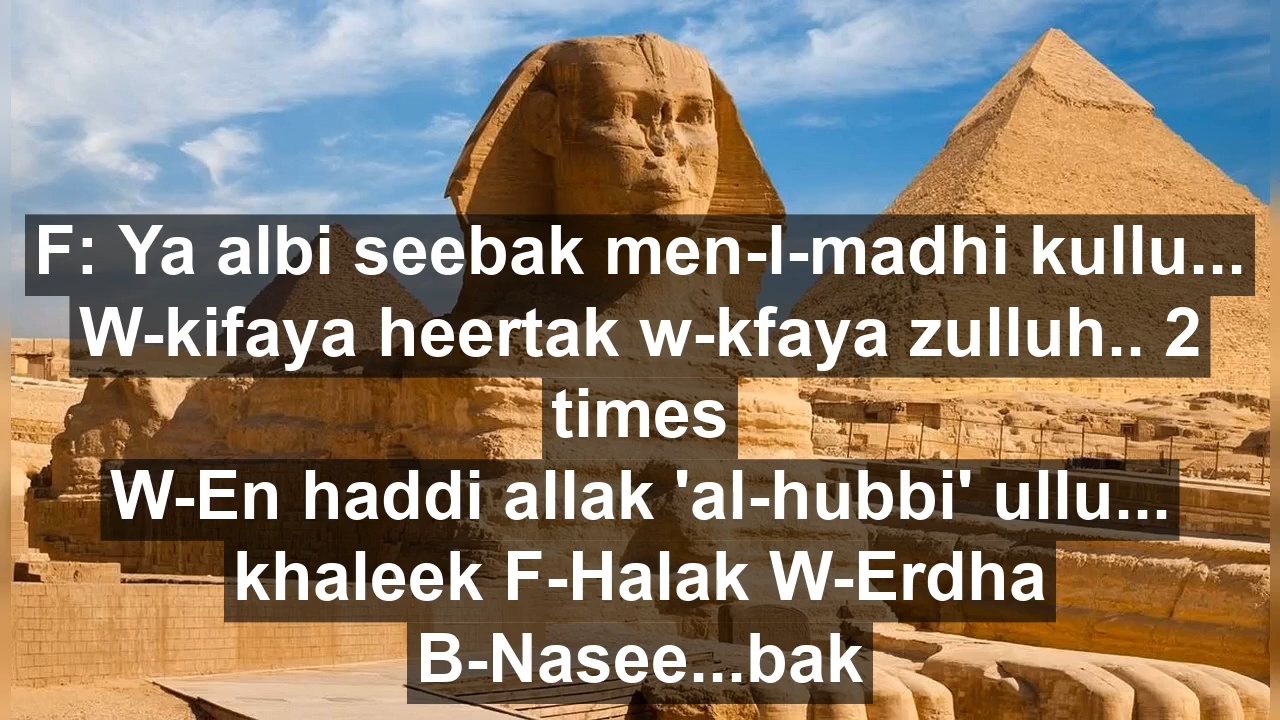 F: Ya albi seebak men-l-madhi kullu...
W-kifaya heertak w-kfaya zulluh.. 2
times
W-En haddi allak 'al-hubbi' ullu...
khaleek F-Halak W-Erdha
B-Nasee...bak